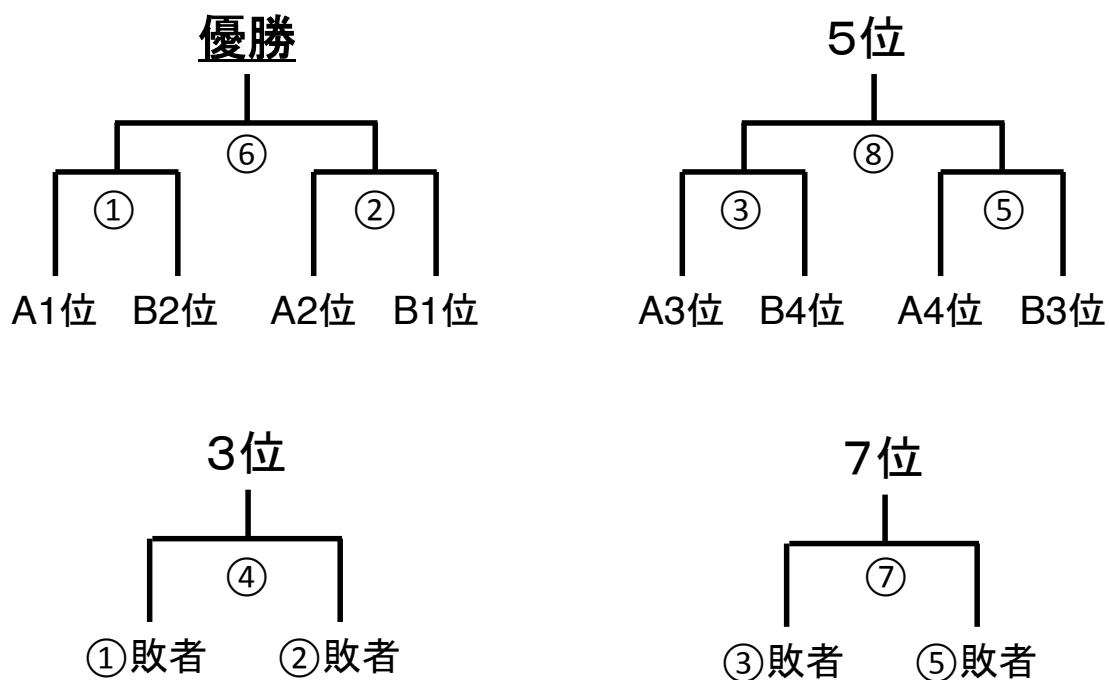 優勝
⑥
① ②
A1位 B2位 A2位 B1位
５位
⑧
③ ⑤
A3位 B4位 A4位 B3位
３位
④
①敗者 ②敗者
７位
⑦
③敗者 ⑤敗者